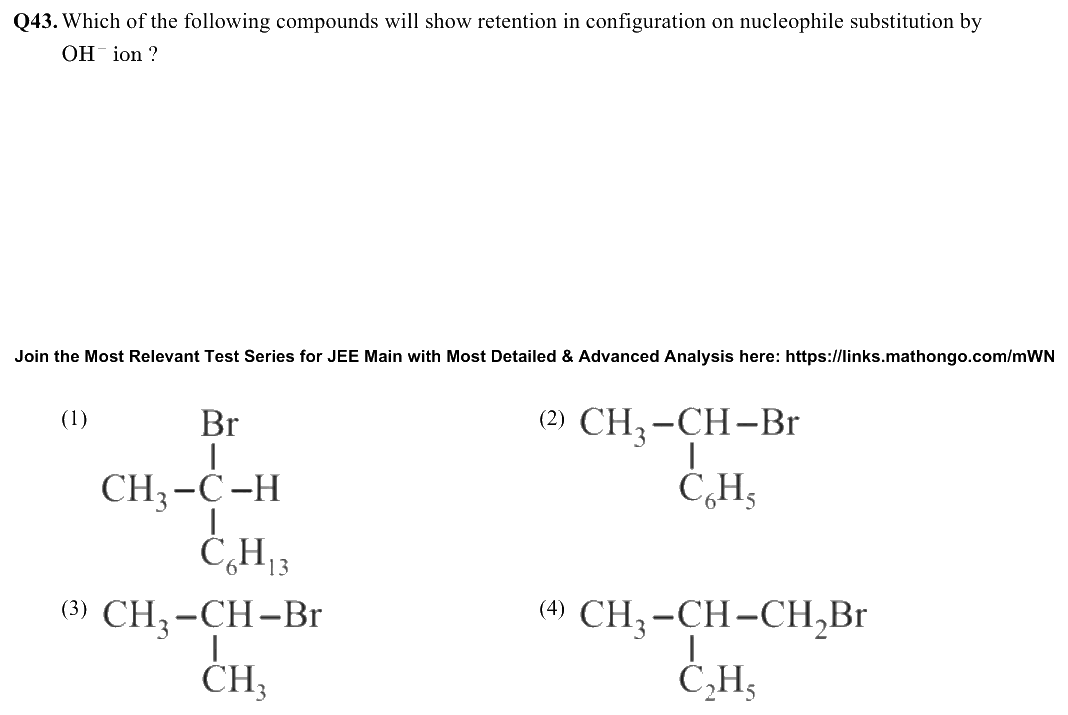 Q43. Which of the following compounds will show retention in configuration on nucleophile substitution by
OH⁻ ion ?
Join the Most Relevant Test Series for JEE Main with Most Detailed & Advanced Analysis here: https://links.mathongo.com/mWN
(1)
Br
|
CH₃–C–H
|
C₆H₁₃
(2) CH₃–CH–Br
|
C₆H₅
(3) CH₃–CH–Br
|
CH₃
(4) CH₃–CH–CH₂Br
|
C₂H₅